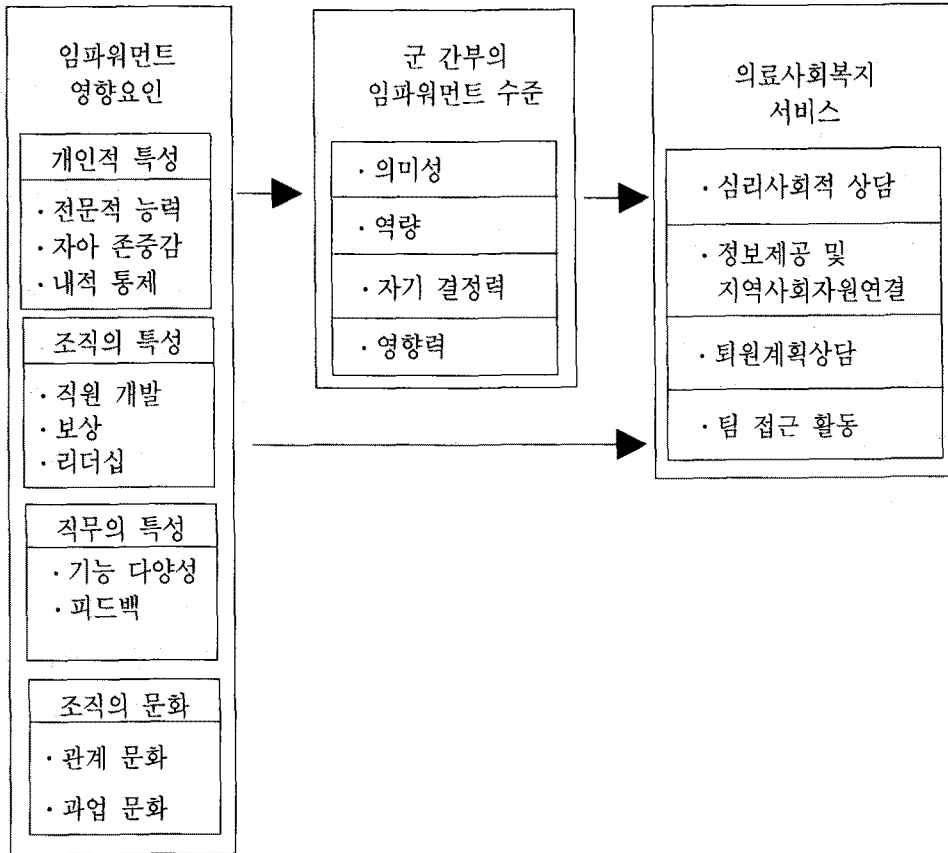 임파워먼트
영향요인
개인적 특성
· 전문적 능력
· 자아 존중감
· 내적 통제
조직의 특성
· 직원 개발
· 보상
· 리더십
직무의 특성
· 기능 다양성
· 피드백
조직의 문화
· 관계 문화
· 과업 문화
군 간부의
임파워먼트 수준
· 의미성
· 역량
· 자기 결정력
· 영향력
의료사회복지
서비스
· 심리사회적 상담
· 정보제공 및
지역사회자원연결
· 퇴원계획상담
· 팀 접근 활동